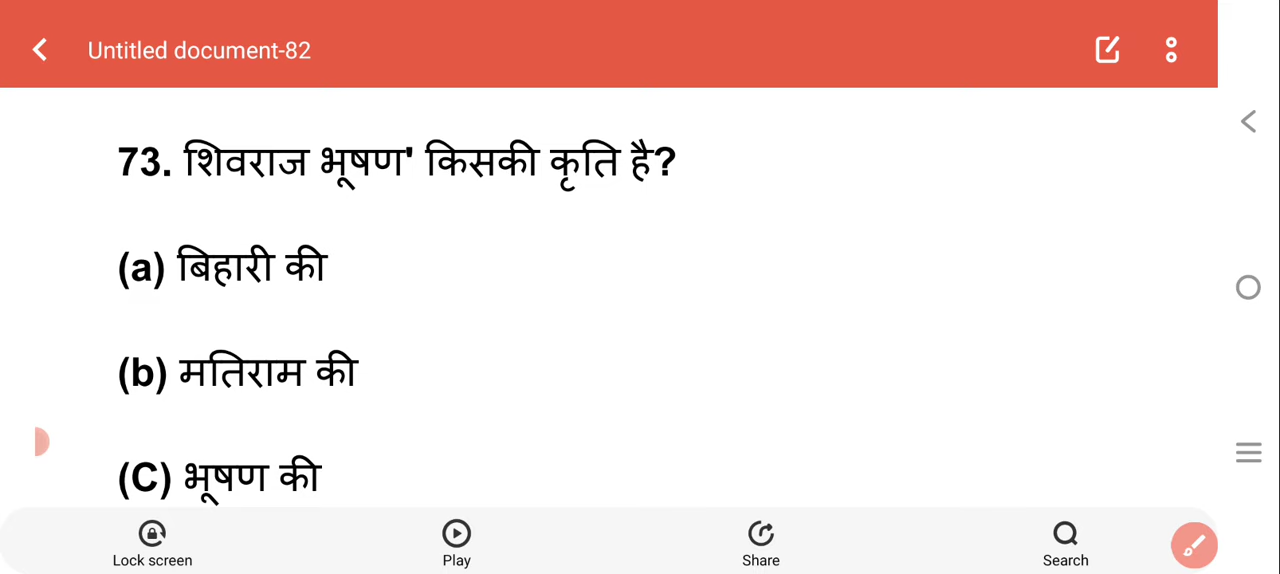 Untitled document-82
73. शिवराज भूषण' किसकी कृति है?
(a) बिहारी की
(b) मतिराम की
(C) भूषण की
Lock screen
Play
Share
Search